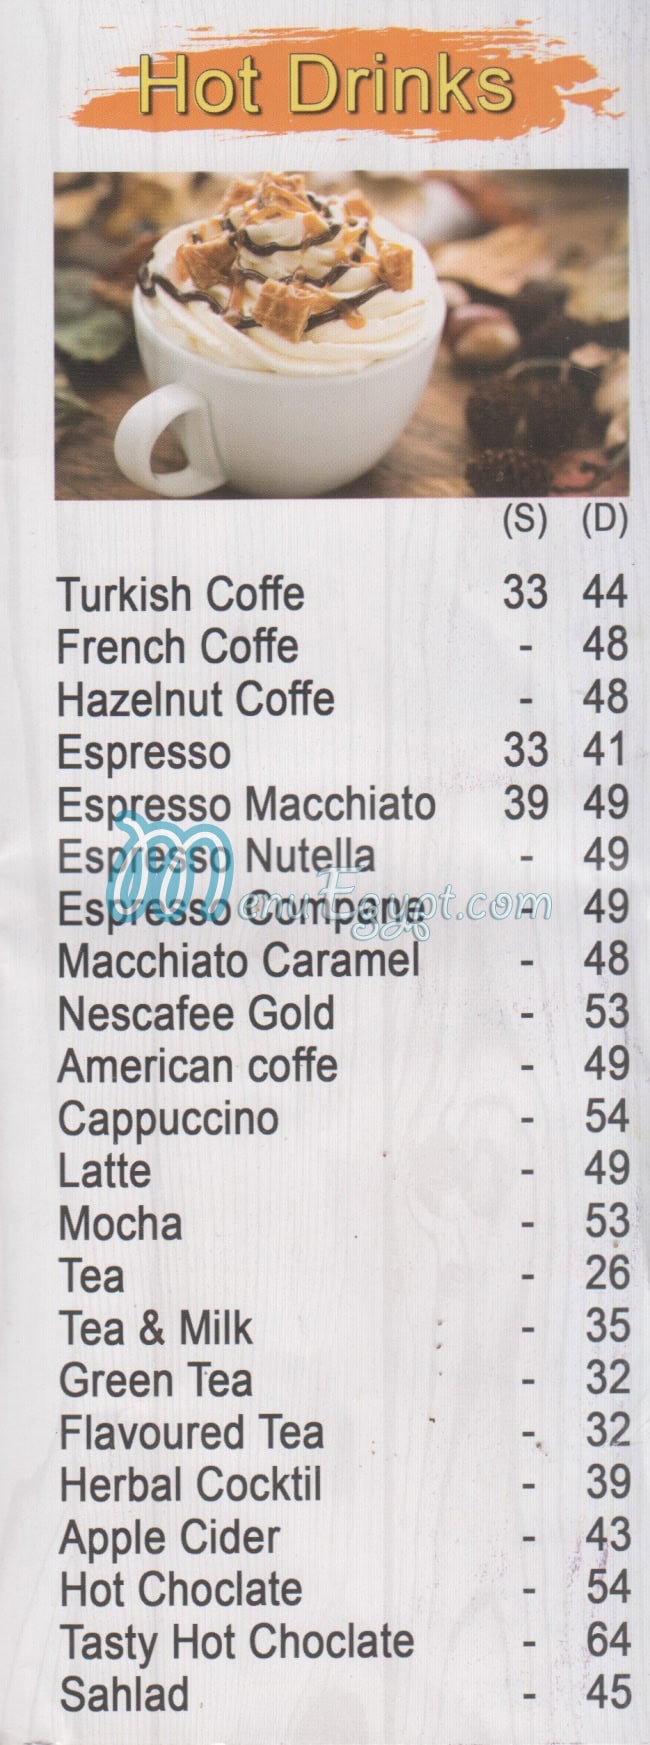 Hot Drinks
(S) (D)
Turkish Coffe 33 44
French Coffe - 48
Hazelnut Coffe - 48
Espresso 33 41
Espresso Macchiato 39 49
Espresso Nutella - 49
MenuEgypt.com
Espresso Compane - 49
Macchiato Caramel - 48
Nescafee Gold - 53
American coffe - 49
Cappuccino - 54
Latte - 49
Mocha - 53
Tea - 26
Tea & Milk - 35
Green Tea - 32
Flavoured Tea - 32
Herbal Cocktil - 39
Apple Cider - 43
Hot Choclate - 54
Tasty Hot Choclate - 64
Sahlad - 45